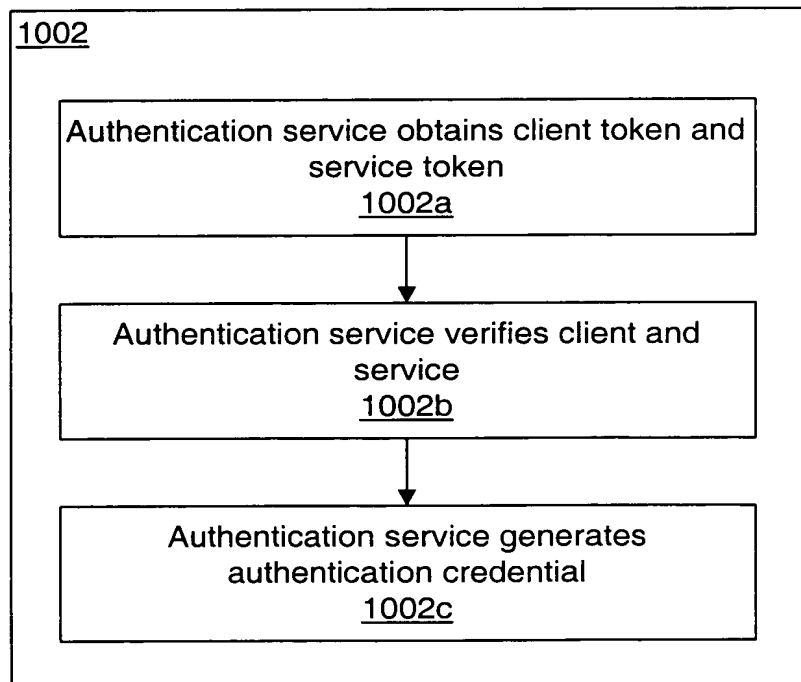 1002
Authentication service obtains client token and
service token
1002a
Authentication service verifies client and
service
1002b
Authentication service generates
authentication credential
1002c